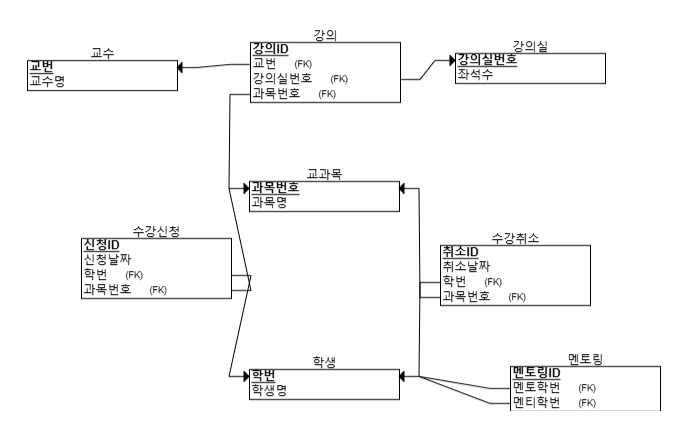 교수
교번
교수명
강의
강의ID
교번 (FK)
강의실번호 (FK)
과목번호 (FK)
강의실
강의실번호
좌석수
교과목
과목번호
과목명
수강신청
신청ID
신청날짜
학번 (FK)
과목번호 (FK)
수강취소
취소ID
취소날짜
학번 (FK)
과목번호 (FK)
학생
학번
학생명
멘토링
멘토링ID
멘토학번 (FK)
멘티학번 (FK)